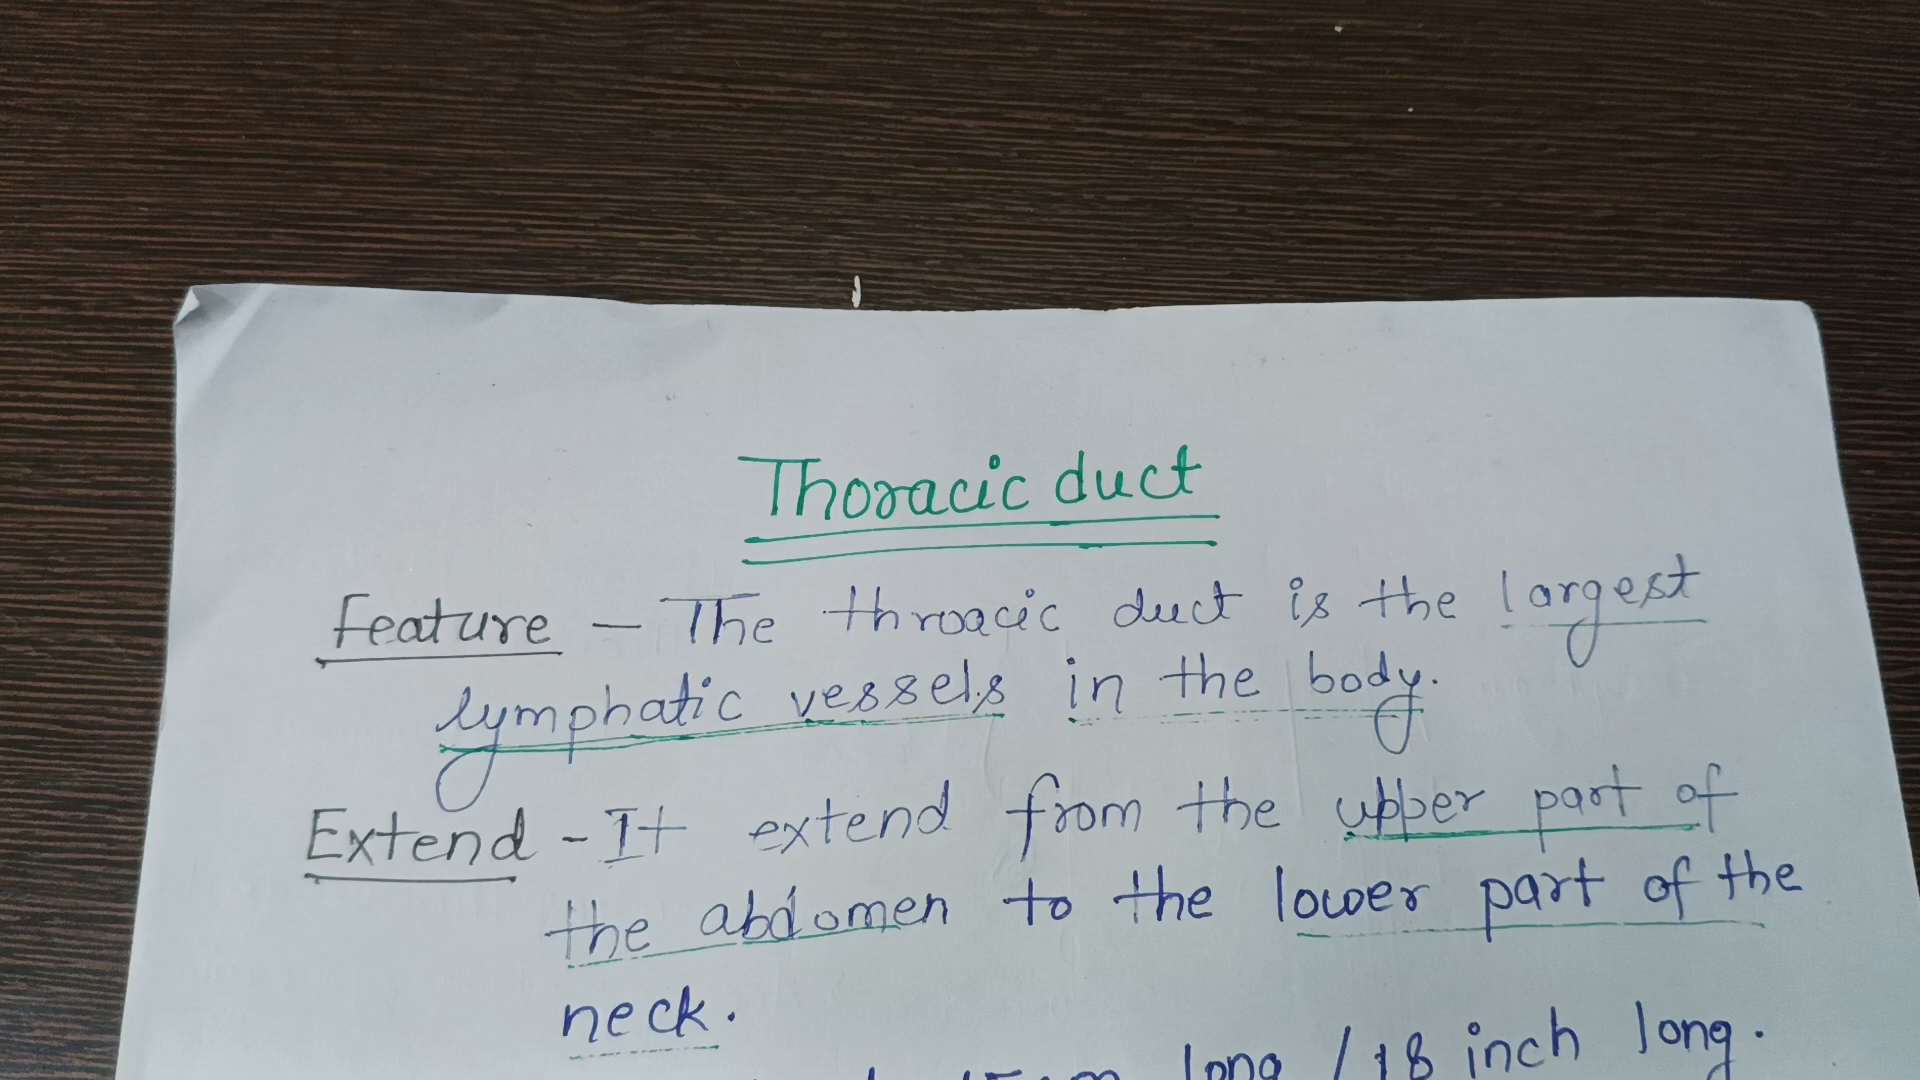 Thoracic duct
Feature — The throacic duct is the largest
lymphatic vessels in the body.
Extend - It extend from the upper part of
the abdomen to the lower part of the
neck.
long / 18 inch long.